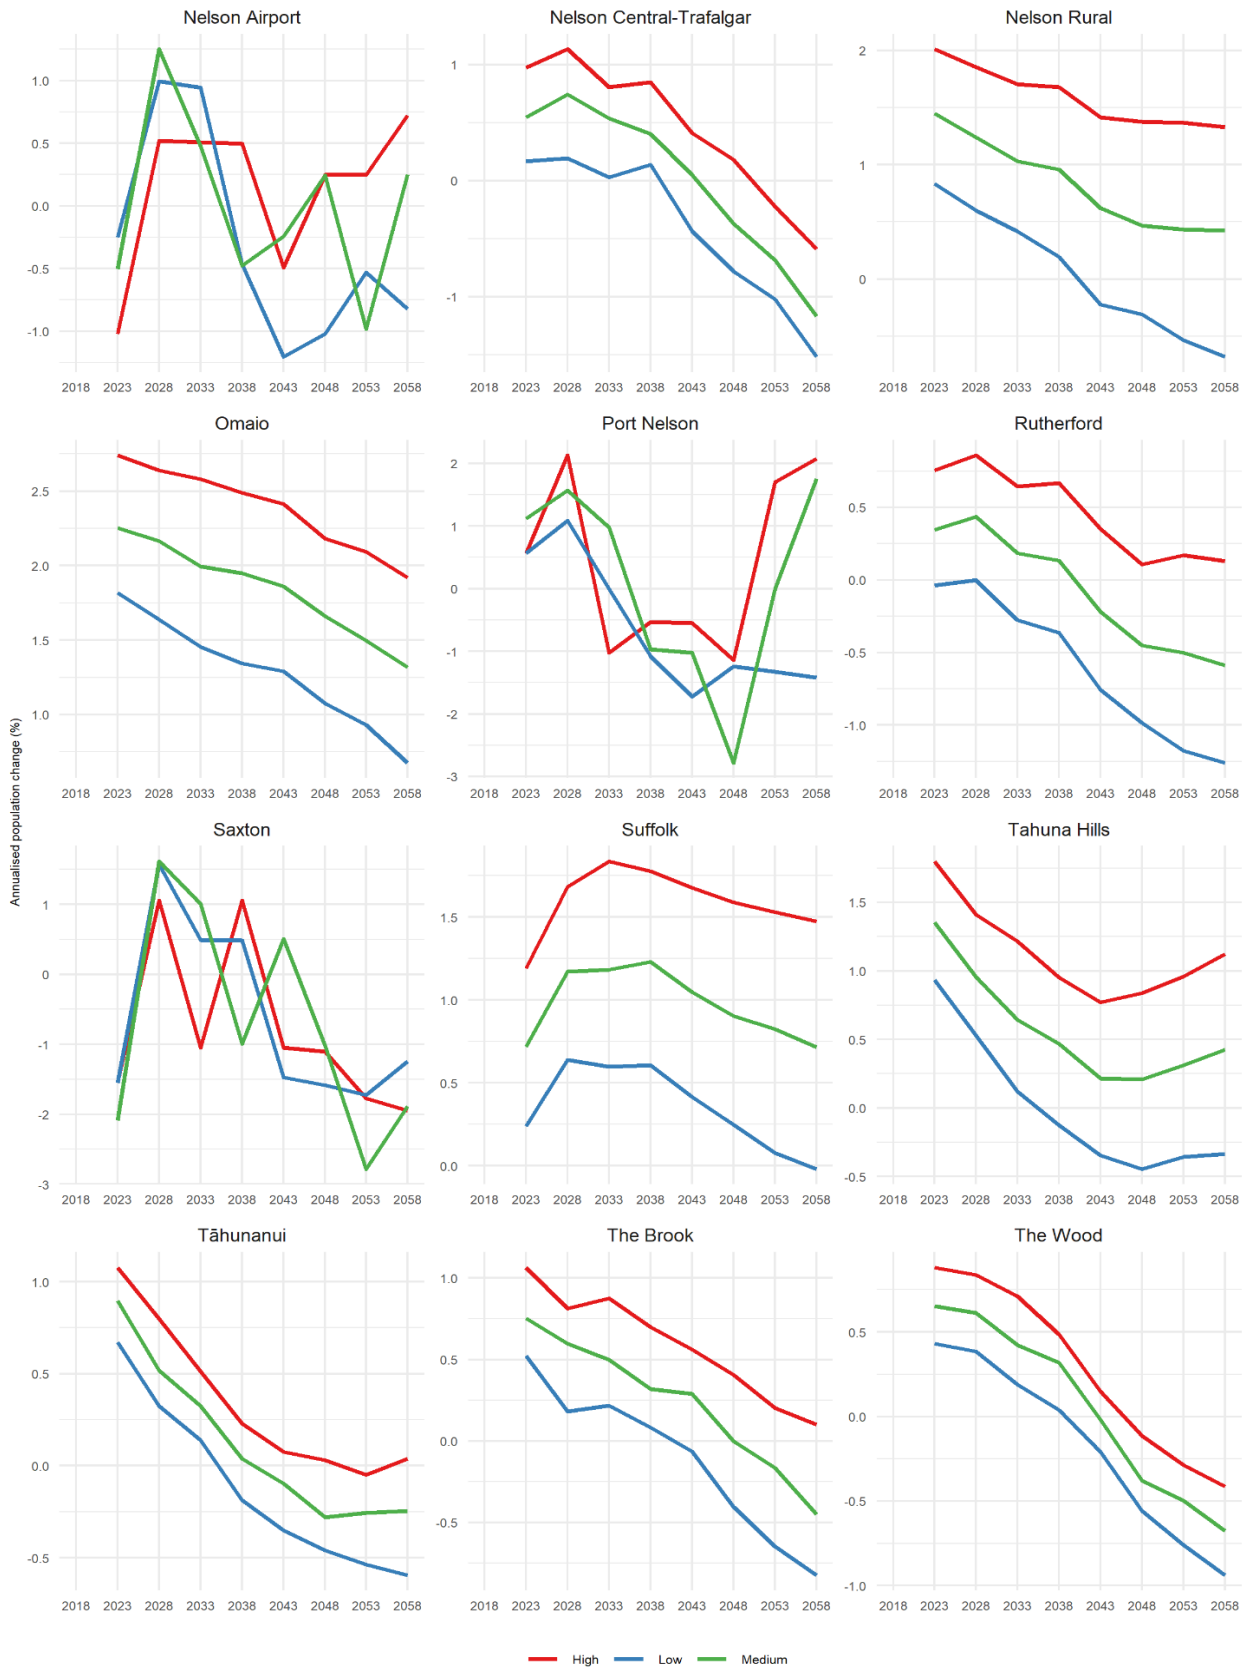 Nelson Airport
Nelson Central-Trafalgar
Nelson Rural
1.0
0.5
0.0
-0.5
-1.0
1
0
-1
2
1
0
2018 2023 2028 2033 2038 2043 2048 2053 2058
2018 2023 2028 2033 2038 2043 2048 2053 2058
2018 2023 2028 2033 2038 2043 2048 2053 2058
Omaio
Port Nelson
Rutherford
2.5
2.0
1.5
1.0
2
1
0
-1
-2
-3
0.5
0.0
-0.5
-1.0
2018 2023 2028 2033 2038 2043 2048 2053 2058
2018 2023 2028 2033 2038 2043 2048 2053 2058
2018 2023 2028 2033 2038 2043 2048 2053 2058
Annualised population change (%)
Saxton
Suffolk
Tahuna Hills
1
0
-1
-2
-3
1.5
1.0
0.5
0.0
1.5
1.0
0.5
0.0
-0.5
2018 2023 2028 2033 2038 2043 2048 2053 2058
2018 2023 2028 2033 2038 2043 2048 2053 2058
2018 2023 2028 2033 2038 2043 2048 2053 2058
Tāhunanui
The Brook
The Wood
1.0
0.5
0.0
-0.5
1.0
0.5
0.0
-0.5
0.5
0.0
-0.5
-1.0
2018 2023 2028 2033 2038 2043 2048 2053 2058
2018 2023 2028 2033 2038 2043 2048 2053 2058
2018 2023 2028 2033 2038 2043 2048 2053 2058
High Low Medium